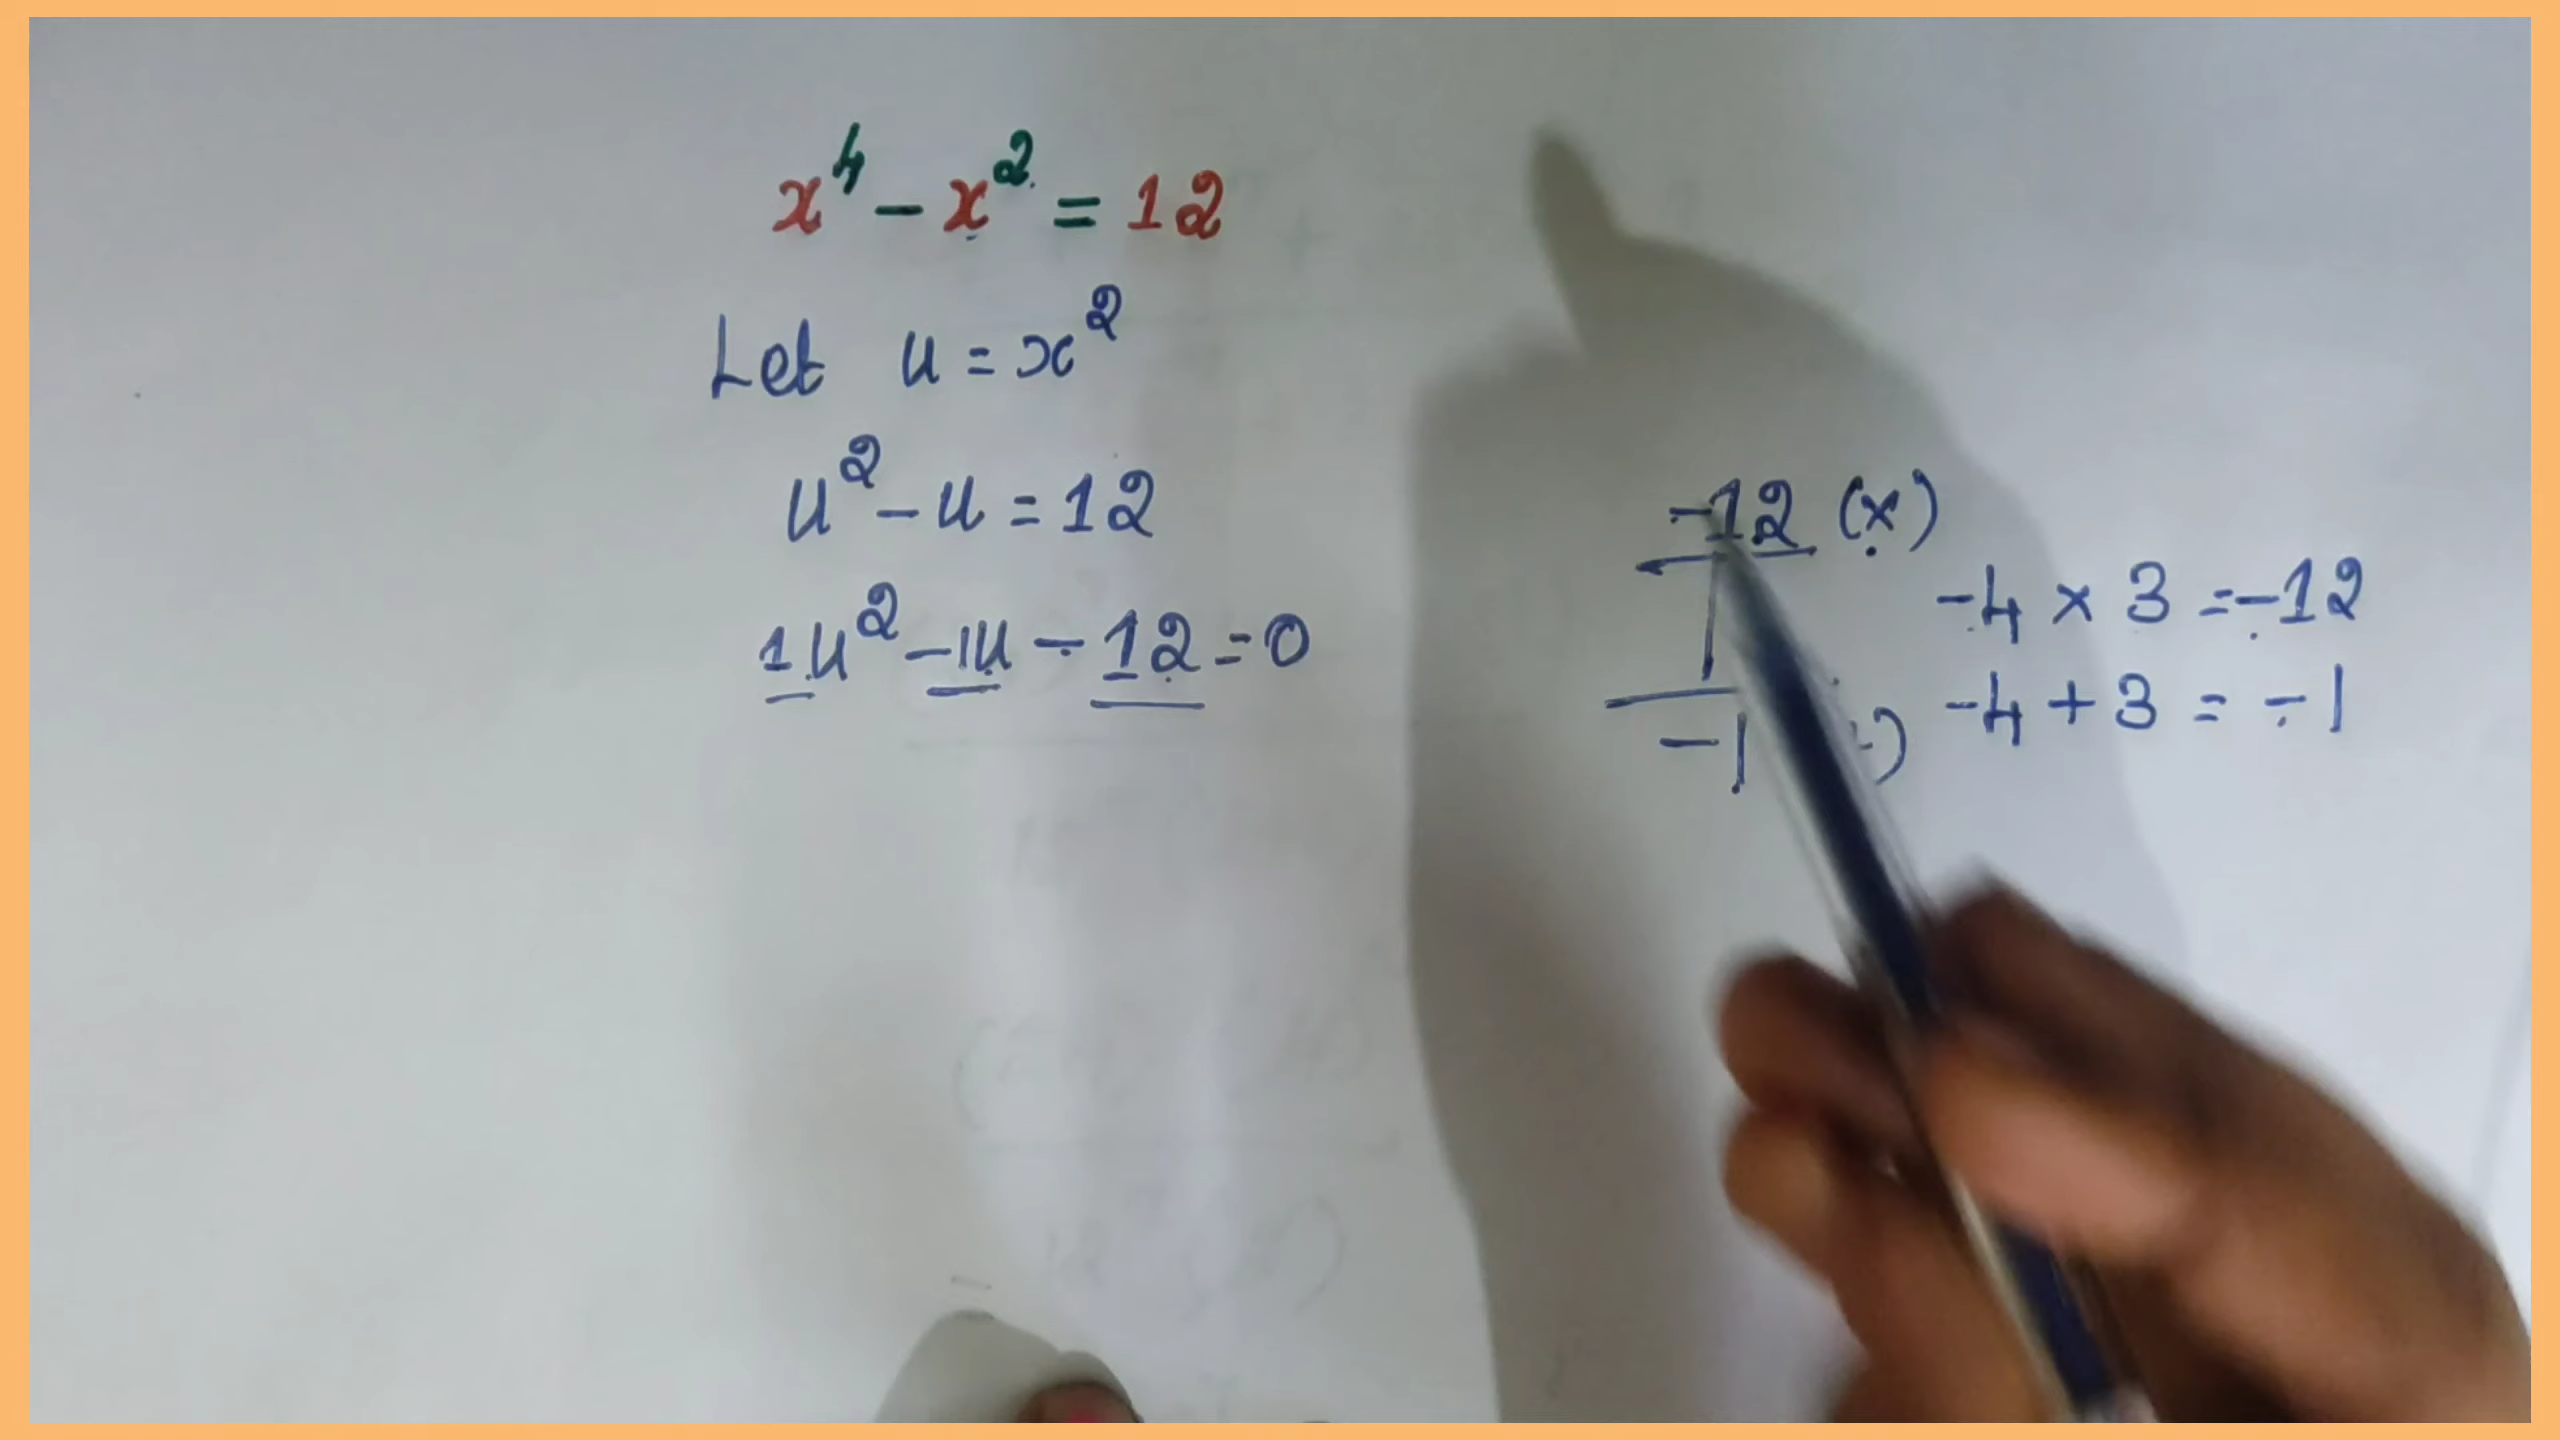 x⁴ - x² = 12
Let u = x²
u² - u = 12
1u² - 1u - 12 = 0
-12 (x)
-4 x 3 = -12
-4 + 3 = -1
-1